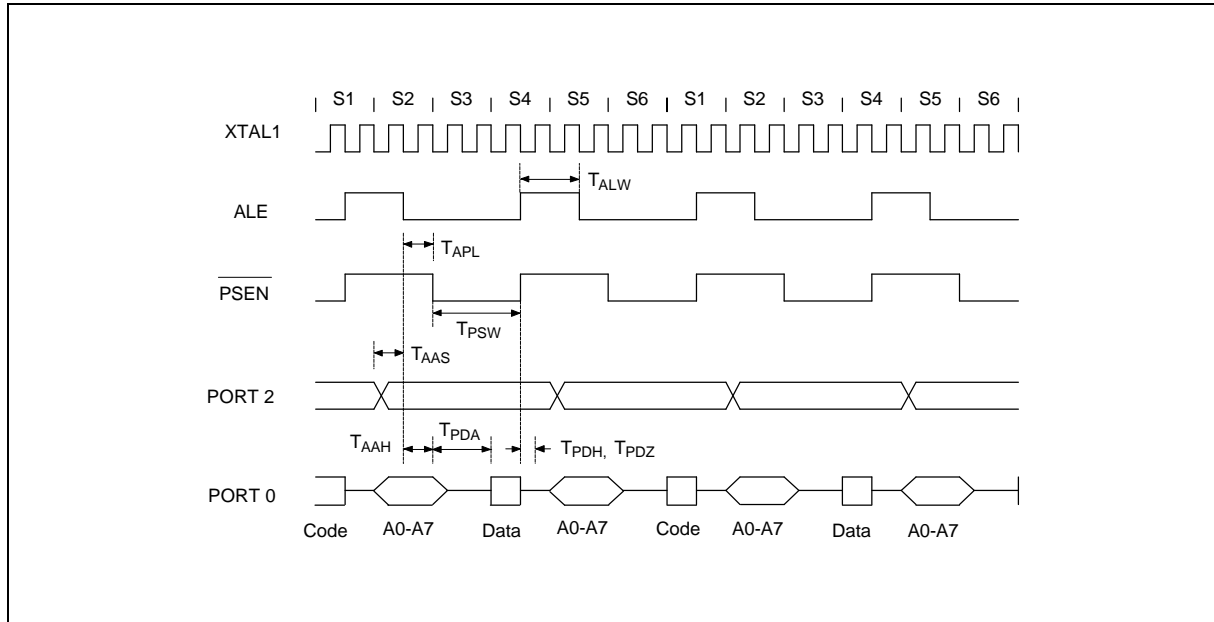 S1 S2 S3 S4 S5 S6 S1 S2 S3 S4 S5 S6
XTAL1
TALW
ALE
TAPL
PSEN
TPSW
TAAS
PORT 2
TAAH TPDA TPDH, TPDZ
PORT 0
Code A0-A7 Data A0-A7 Code A0-A7 Data A0-A7